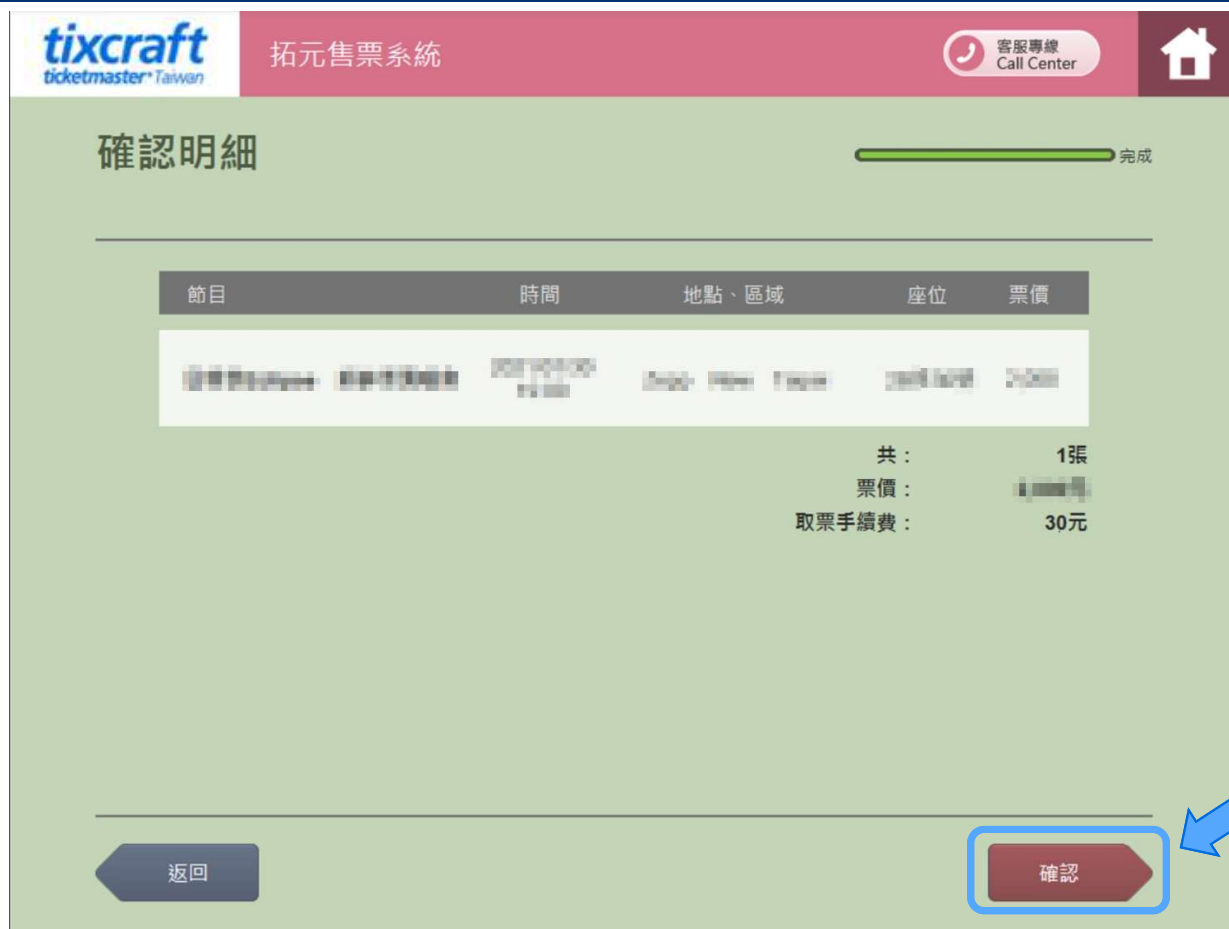 tixcraft
ticketmaster Taiwan
拓元售票系統
客服專線
Call Center
確認明細
完成
節目 時間 地點、區域 座位 票價
共： 1張
票價：
取票手續費： 30元
返回
確認